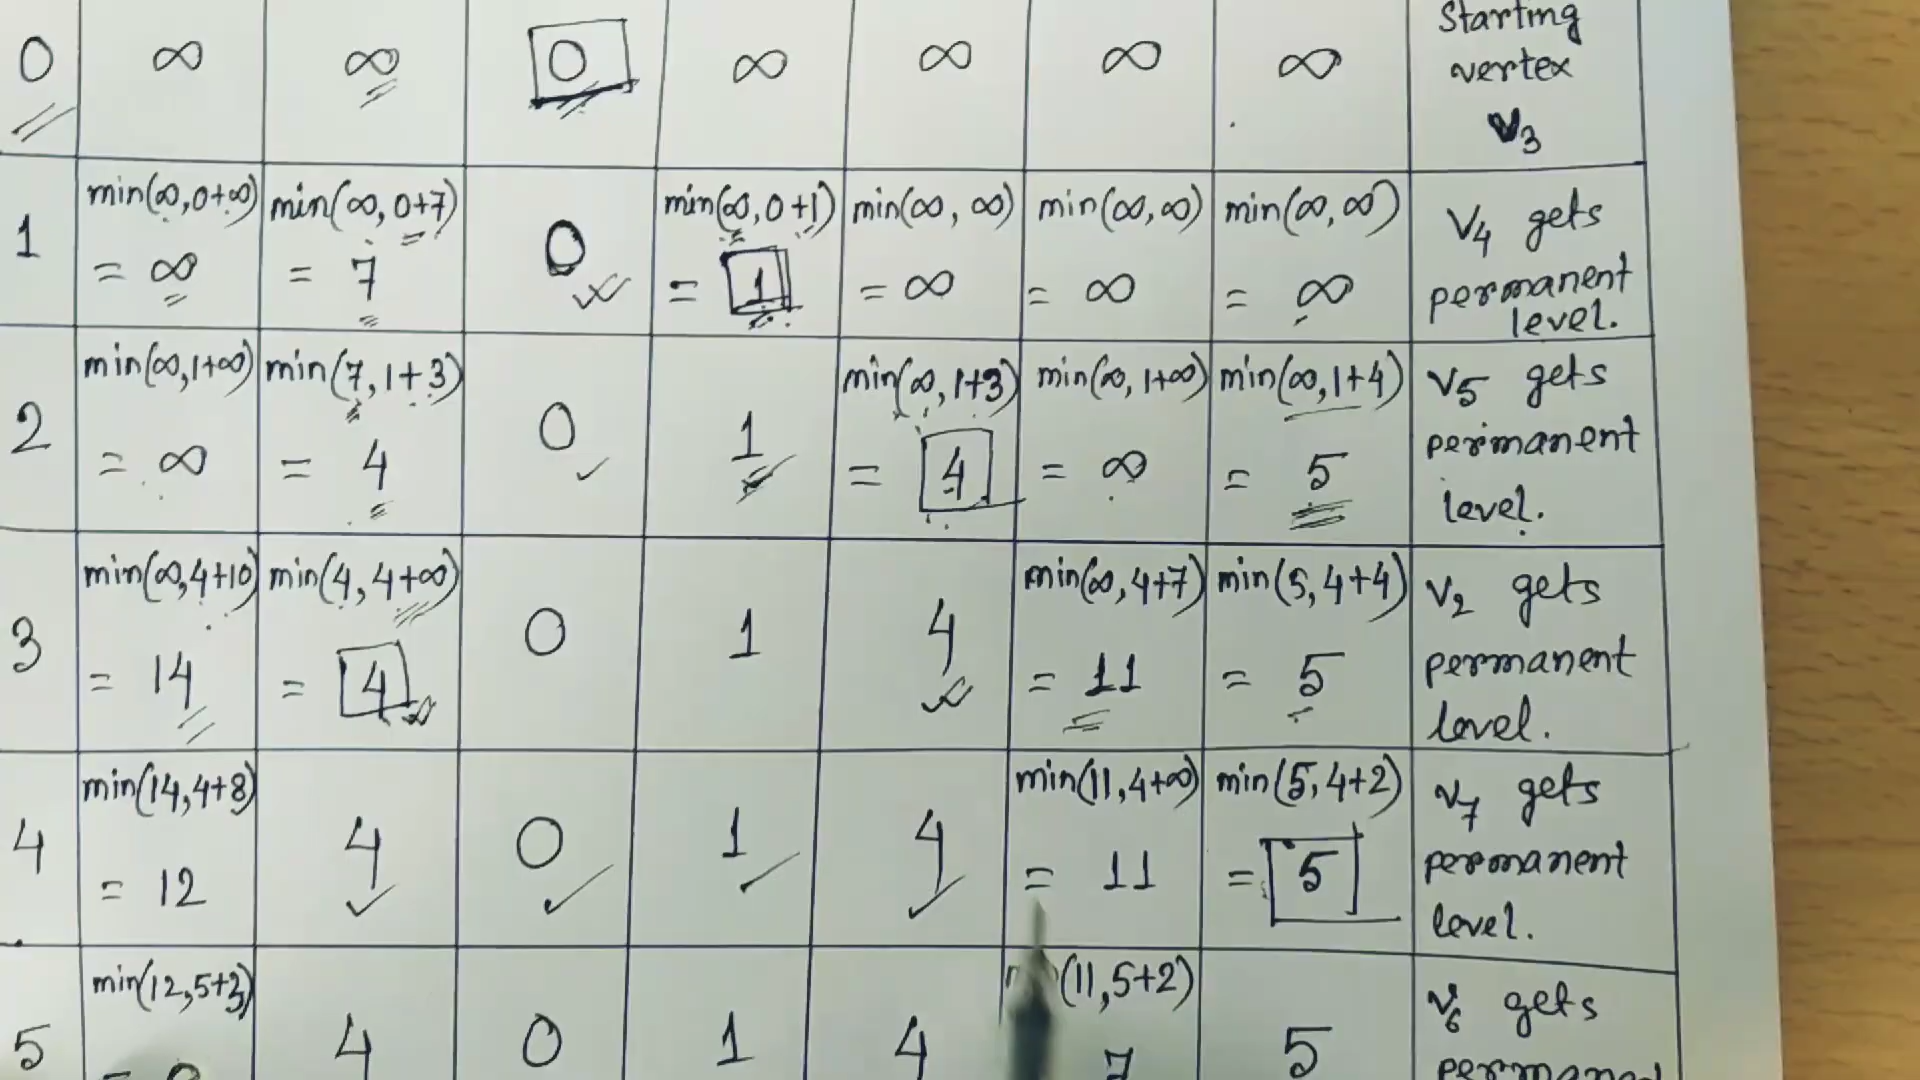 0 ∞ ∞ 0 ∞ ∞ ∞ ∞ Starting
vertex
v3
1 min(∞,0+∞) min(∞,0+7) 0 min(∞,0+1) min(∞,∞) min(∞,∞) min(∞,∞) v4 gets
= ∞ = 7 = 1 = ∞ = ∞ = ∞ permanent
level.
2 min(∞,1+∞) min(7,1+3) 0 1 min(∞,1+3) min(∞,1+∞) min(∞,1+4) v5 gets
= ∞ = 4 = 4 = ∞ = 5 permanent
level.
3 min(∞,4+10) min(4,4+∞) 0 1 4 min(∞,4+7) min(5,4+4) v2 gets
= 14 = 4 = 11 = 5 permanent
level.
4 min(14,4+8) 4 0 1 4 min(11,4+∞) min(5,4+2) v7 gets
= 12 = 11 = 5 permanent
level.
5 min(12,5+3) 4 0 1 4 (11,5+2) 5 v6 gets
= 7